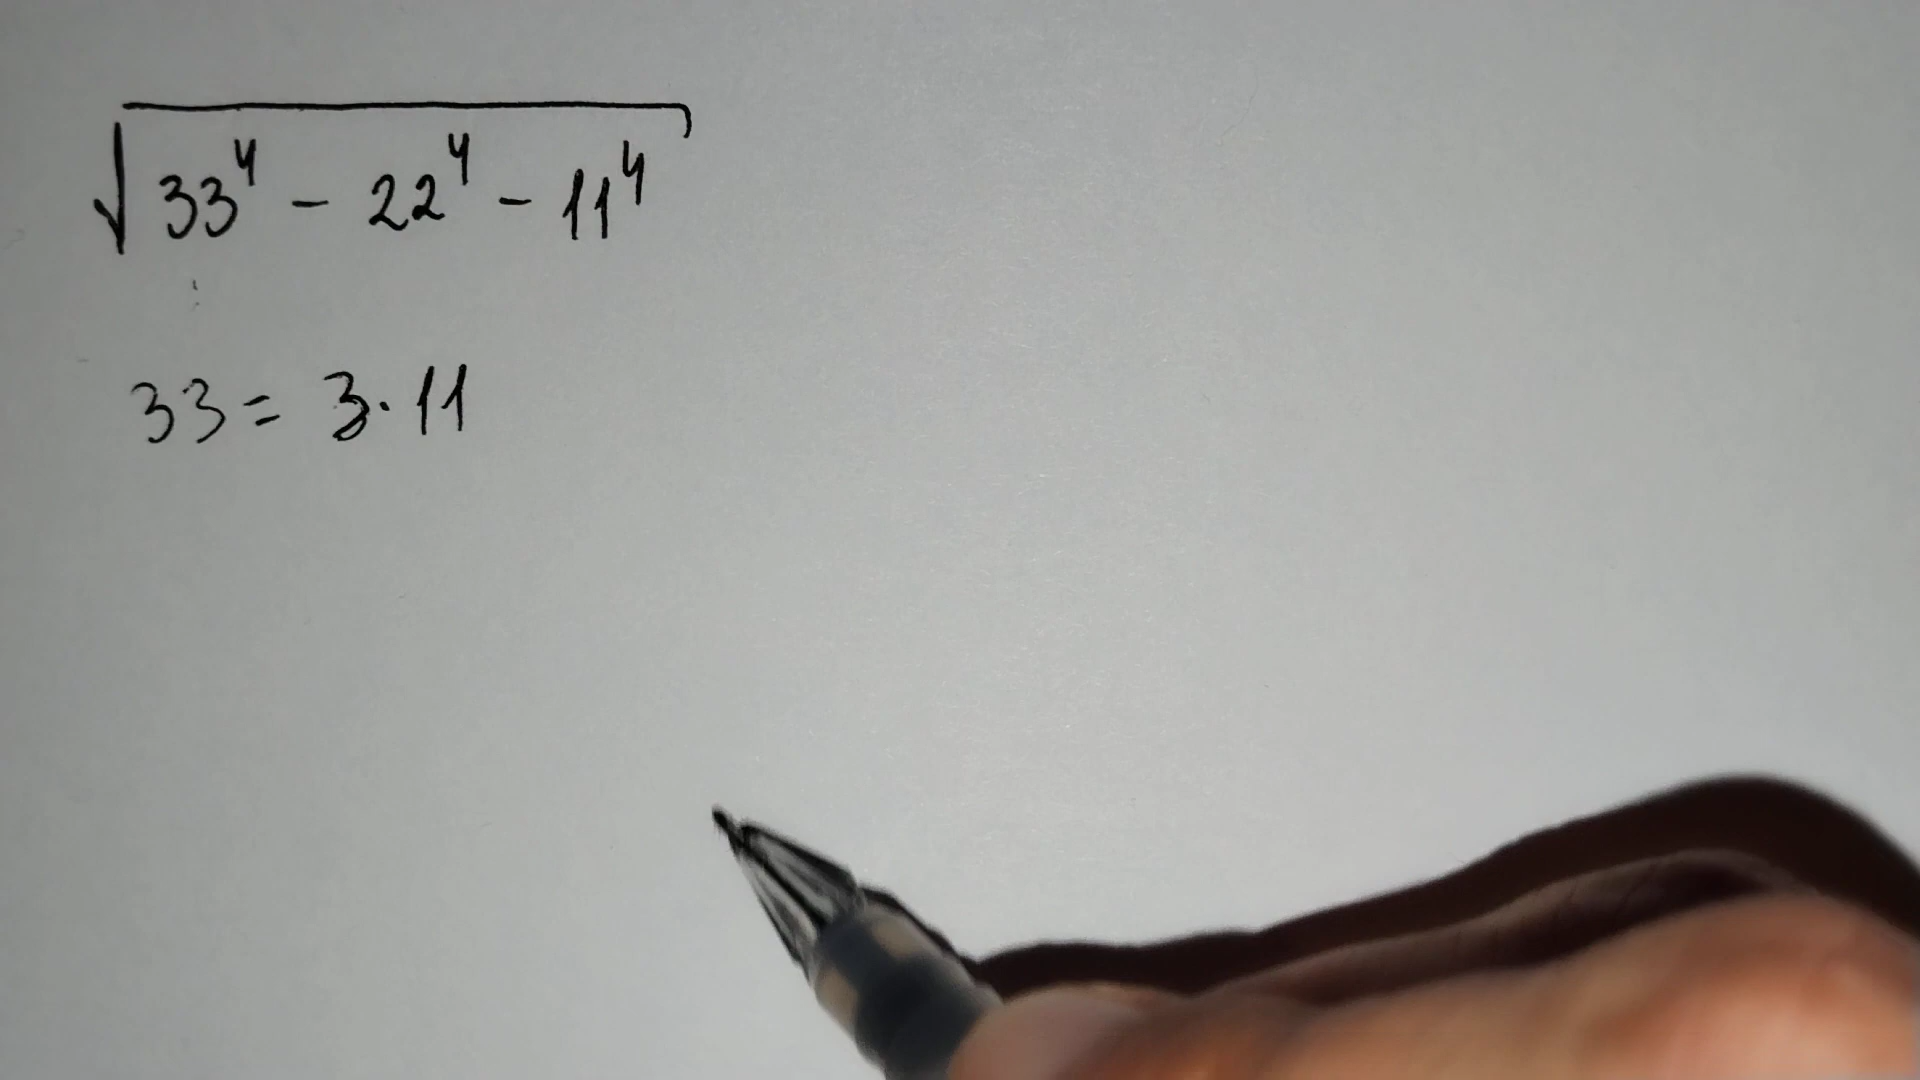 √(33⁴ - 22⁴ - 11⁴)
33 = 3 · 11